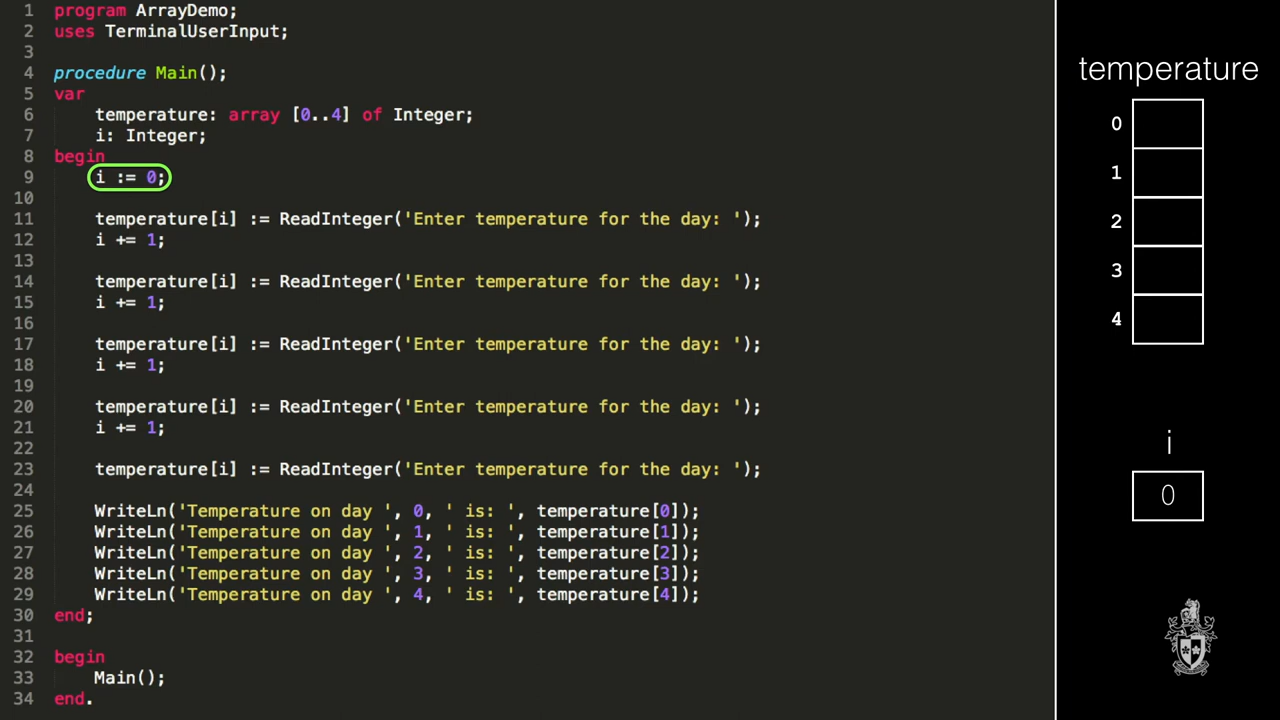 1 program ArrayDemo;
2 uses TerminalUserInput;
3
4 procedure Main();
5 var
6     temperature: array [0..4] of Integer;
7     i: Integer;
8 begin
9     i := 0;
10
11     temperature[i] := ReadInteger('Enter temperature for the day: ');
12     i += 1;
13
14     temperature[i] := ReadInteger('Enter temperature for the day: ');
15     i += 1;
16
17     temperature[i] := ReadInteger('Enter temperature for the day: ');
18     i += 1;
19
20     temperature[i] := ReadInteger('Enter temperature for the day: ');
21     i += 1;
22
23     temperature[i] := ReadInteger('Enter temperature for the day: ');
24
25     WriteLn('Temperature on day ', 0, ' is: ', temperature[0]);
26     WriteLn('Temperature on day ', 1, ' is: ', temperature[1]);
27     WriteLn('Temperature on day ', 2, ' is: ', temperature[2]);
28     WriteLn('Temperature on day ', 3, ' is: ', temperature[3]);
29     WriteLn('Temperature on day ', 4, ' is: ', temperature[4]);
30 end;
31
32 begin
33     Main();
34 end.
temperature
0
1
2
3
4
i
0